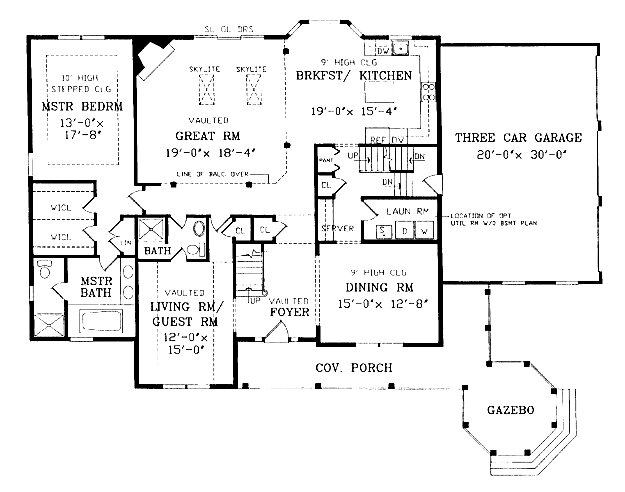 SL GL DRS
10' HIGH
STEPPED CLG
MSTR BEDRM
13'-0"x
17'-8"
SKYLITE
SKYLITE
VAULTED
GREAT RM
19'-0"x 18'-4"
LINE OF BALC OVER
DW
9' HIGH CLG
BRKFST/ KITCHEN
19'-0"x 15'-4"
REF
OV
THREE CAR GARAGE
20'-0"x 30'-0"
PANT
UP
DN
CL
DN
WICL
WICL
LIN
BATH
CL
CL
SERVER
LAUN RM
S
D
W
LOCATION OF OPT
UTIL RM W/O BSMT PLAN
MSTR
BATH
VAULTED
LIVING RM/
GUEST RM
12'-0"x
15'-0"
UP
VAULTED
FOYER
9' HIGH CLG
DINING RM
15'-0"x 12'-8"
COV. PORCH
GAZEBO